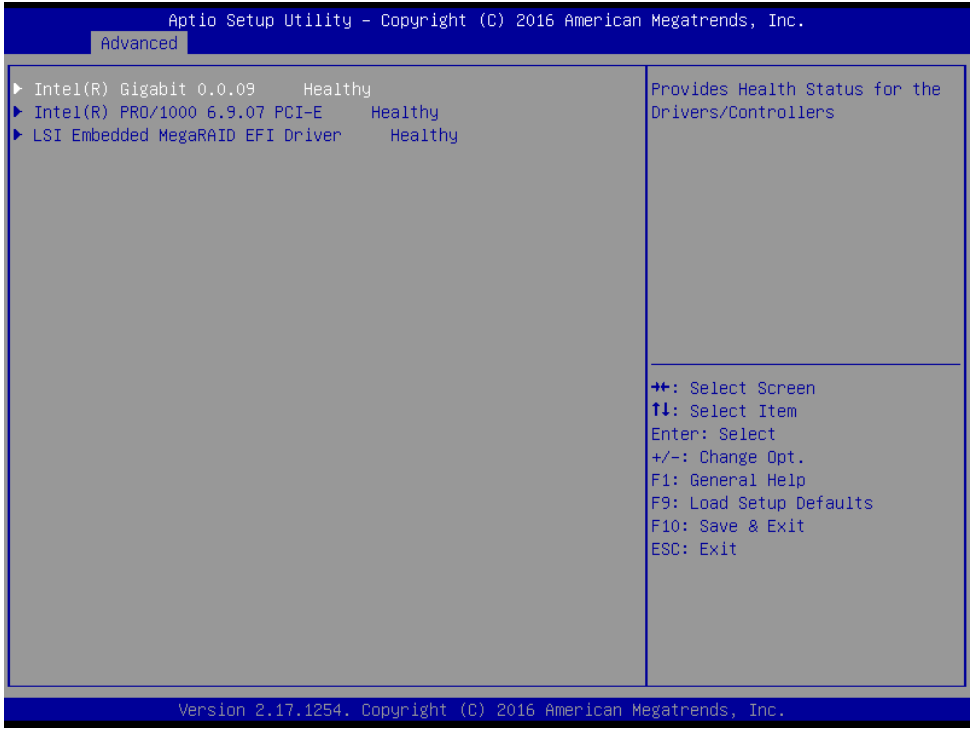 Aptio Setup Utility – Copyright (C) 2016 American Megatrends, Inc.
Advanced
▶ Intel(R) Gigabit 0.0.09 Healthy
▶ Intel(R) PRO/1000 6.9.07 PCI-E Healthy
▶ LSI Embedded MegaRAID EFI Driver Healthy
Provides Health Status for the
Drivers/Controllers
→←: Select Screen
↑↓: Select Item
Enter: Select
+/-: Change Opt.
F1: General Help
F9: Load Setup Defaults
F10: Save & Exit
ESC: Exit
Version 2.17.1254. Copyright (C) 2016 American Megatrends, Inc.